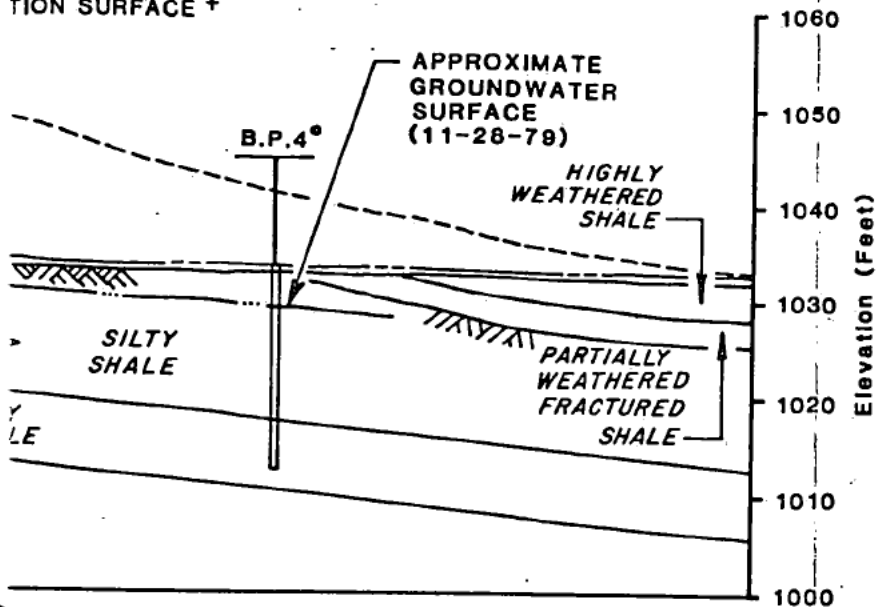 TION SURFACE +
1060
APPROXIMATE
GROUNDWATER
SURFACE
(11-28-79)
1050
B.P.4
HIGHLY
WEATHERED
SHALE
1040
Elevation (Feet)
1030
SILTY
SHALE
PARTIALLY
WEATHERED
FRACTURED
SHALE
1020
Y
LE
1010
1000